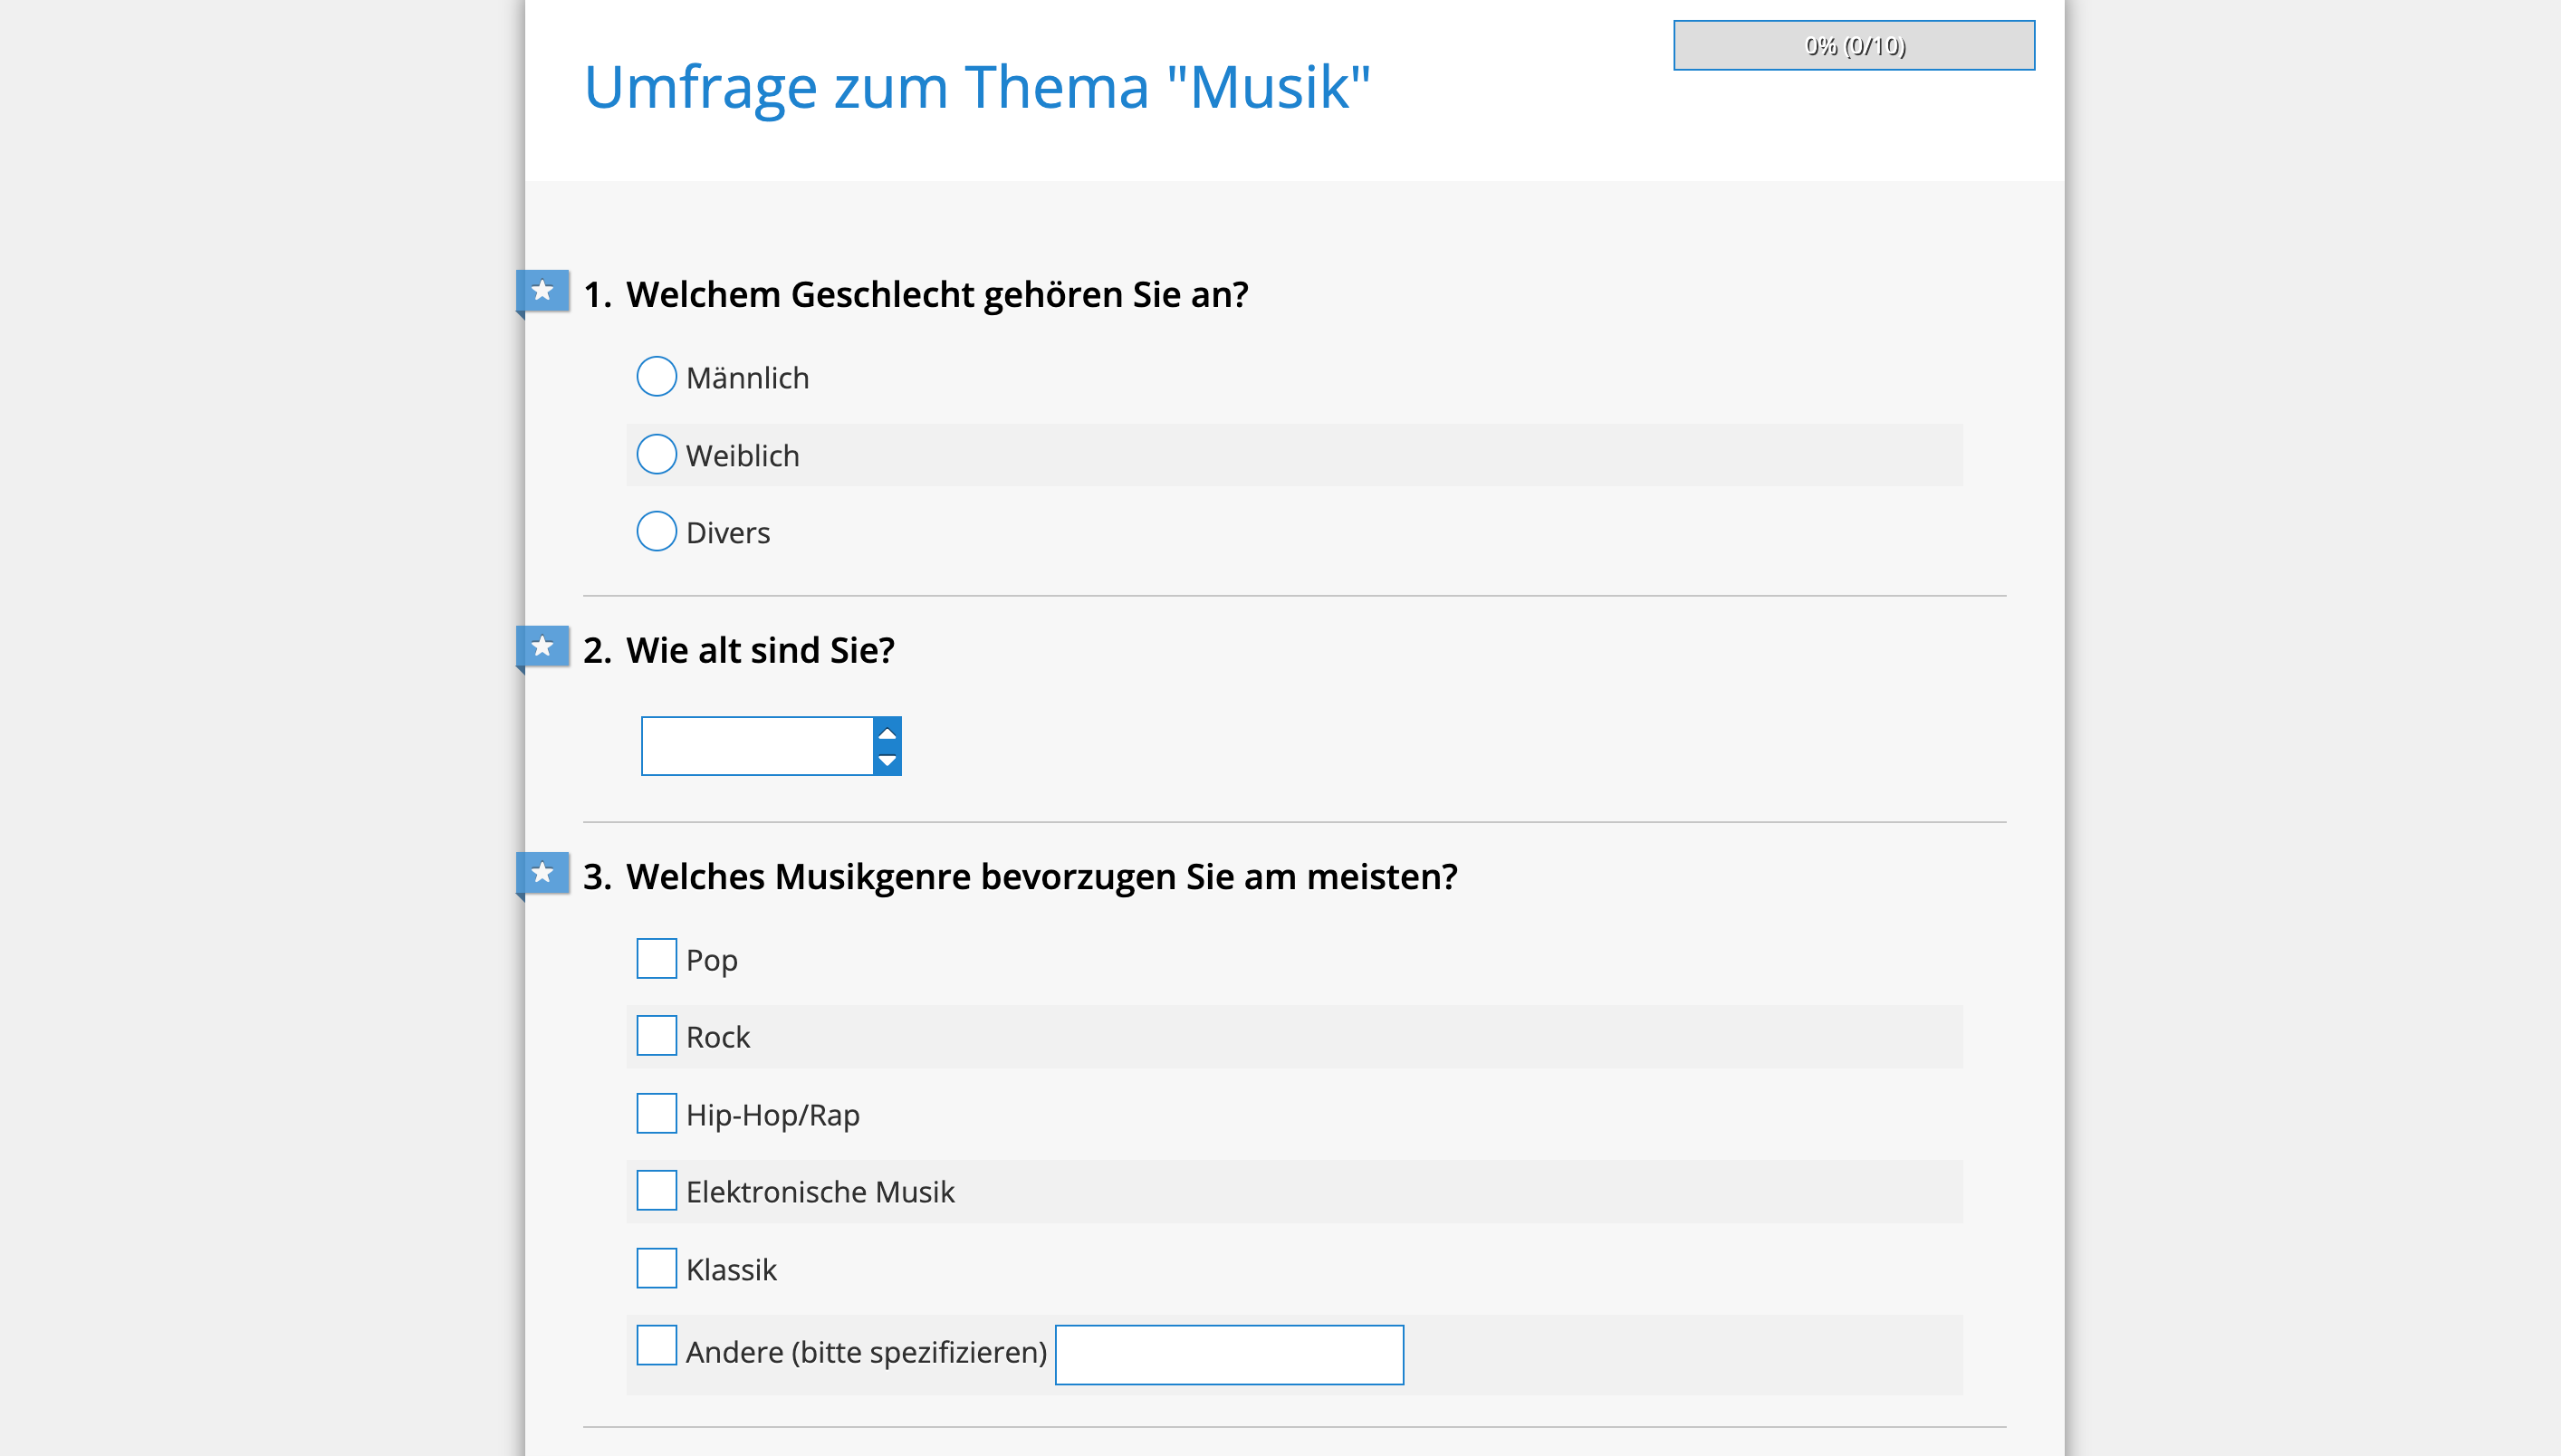 0% (0/10)
Umfrage zum Thema "Musik"
1. Welchem Geschlecht gehören Sie an?
Männlich
Weiblich
Divers
2. Wie alt sind Sie?
3. Welches Musikgenre bevorzugen Sie am meisten?
Pop
Rock
Hip-Hop/Rap
Elektronische Musik
Klassik
Andere (bitte spezifizieren)